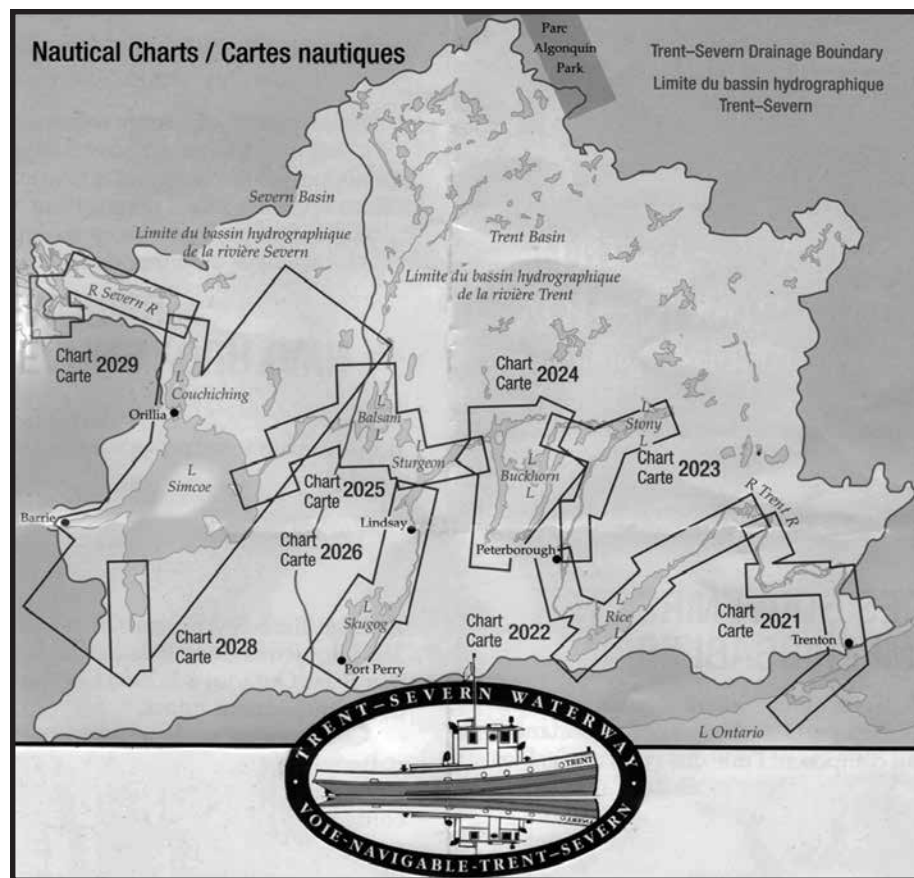 Nautical Charts / Cartes nautiques
Parc
Algonquin
Park
Trent–Severn Drainage Boundary
Limite du bassin hydrographique
Trent–Severn
Severn Basin
Limite du bassin hydrographique
de la rivière Severn
Trent Basin
Limite du bassin hydrographique
de la rivière Trent
R Severn R
Chart
Carte 2029
L
Couchiching
Orillia
Chart
Carte 2024
L
Balsam
L
L
Stony
L
L
Sturgeon
L
Buckhorn
L
Chart
Carte 2023
L
Simcoe
Chart
Carte 2025
R Trent R
Barrie
Lindsay
Chart
Carte 2026
Peterborough
L
Skugog
L
Rice
L
Chart
Carte 2021
Chart
Carte 2022
Chart
Carte 2028
Trenton
Port Perry
L Ontario
TRENT–SEVERN WATERWAY
TRENT
VOIE-NAVIGABLE-TRENT-SEVERN